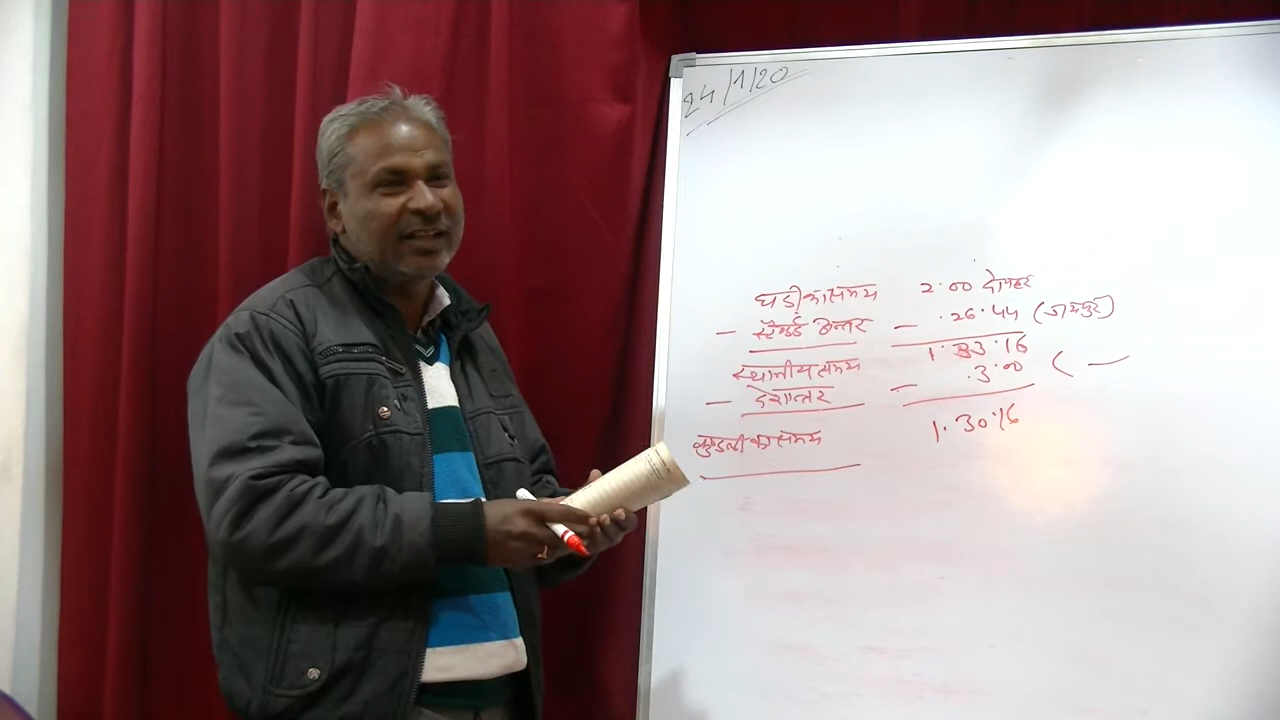 24/1/20
घडी का समय 2.00 दोपहर
– स्टैण्डर्ड अन्तर – .26.44 (जयपुर)
1.33.16
स्थानीय समय .3.00 ( —
– देशान्तर –
कुण्डली का समय 1.30.16